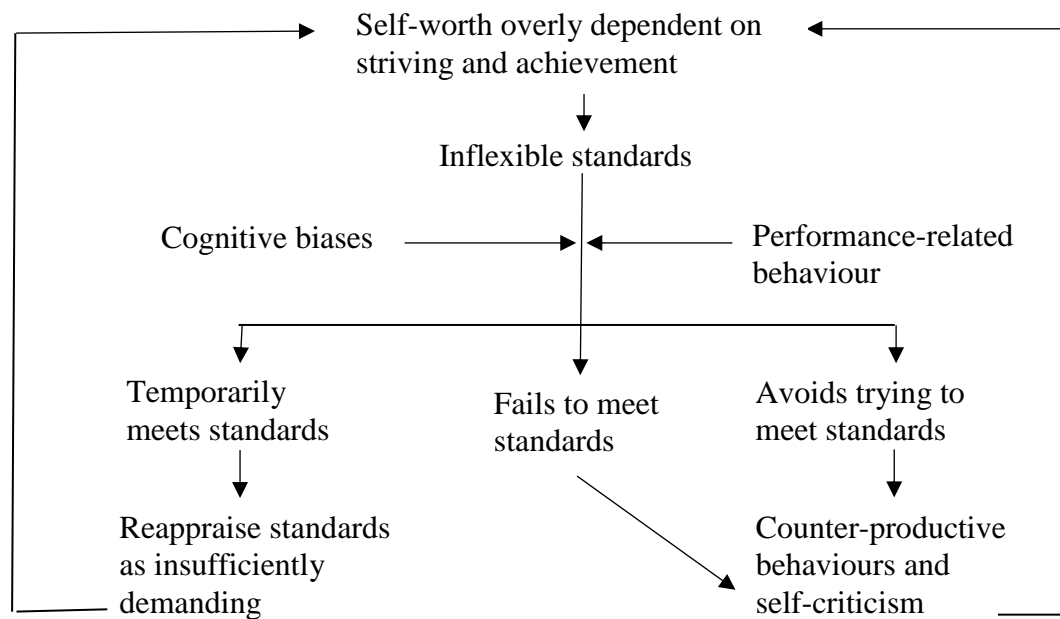 Self-worth overly dependent on
striving and achievement
Inflexible standards
Cognitive biases
Performance-related
behaviour
Temporarily
meets standards
Fails to meet
standards
Avoids trying to
meet standards
Reappraise standards
as insufficiently
demanding
Counter-productive
behaviours and
self-criticism